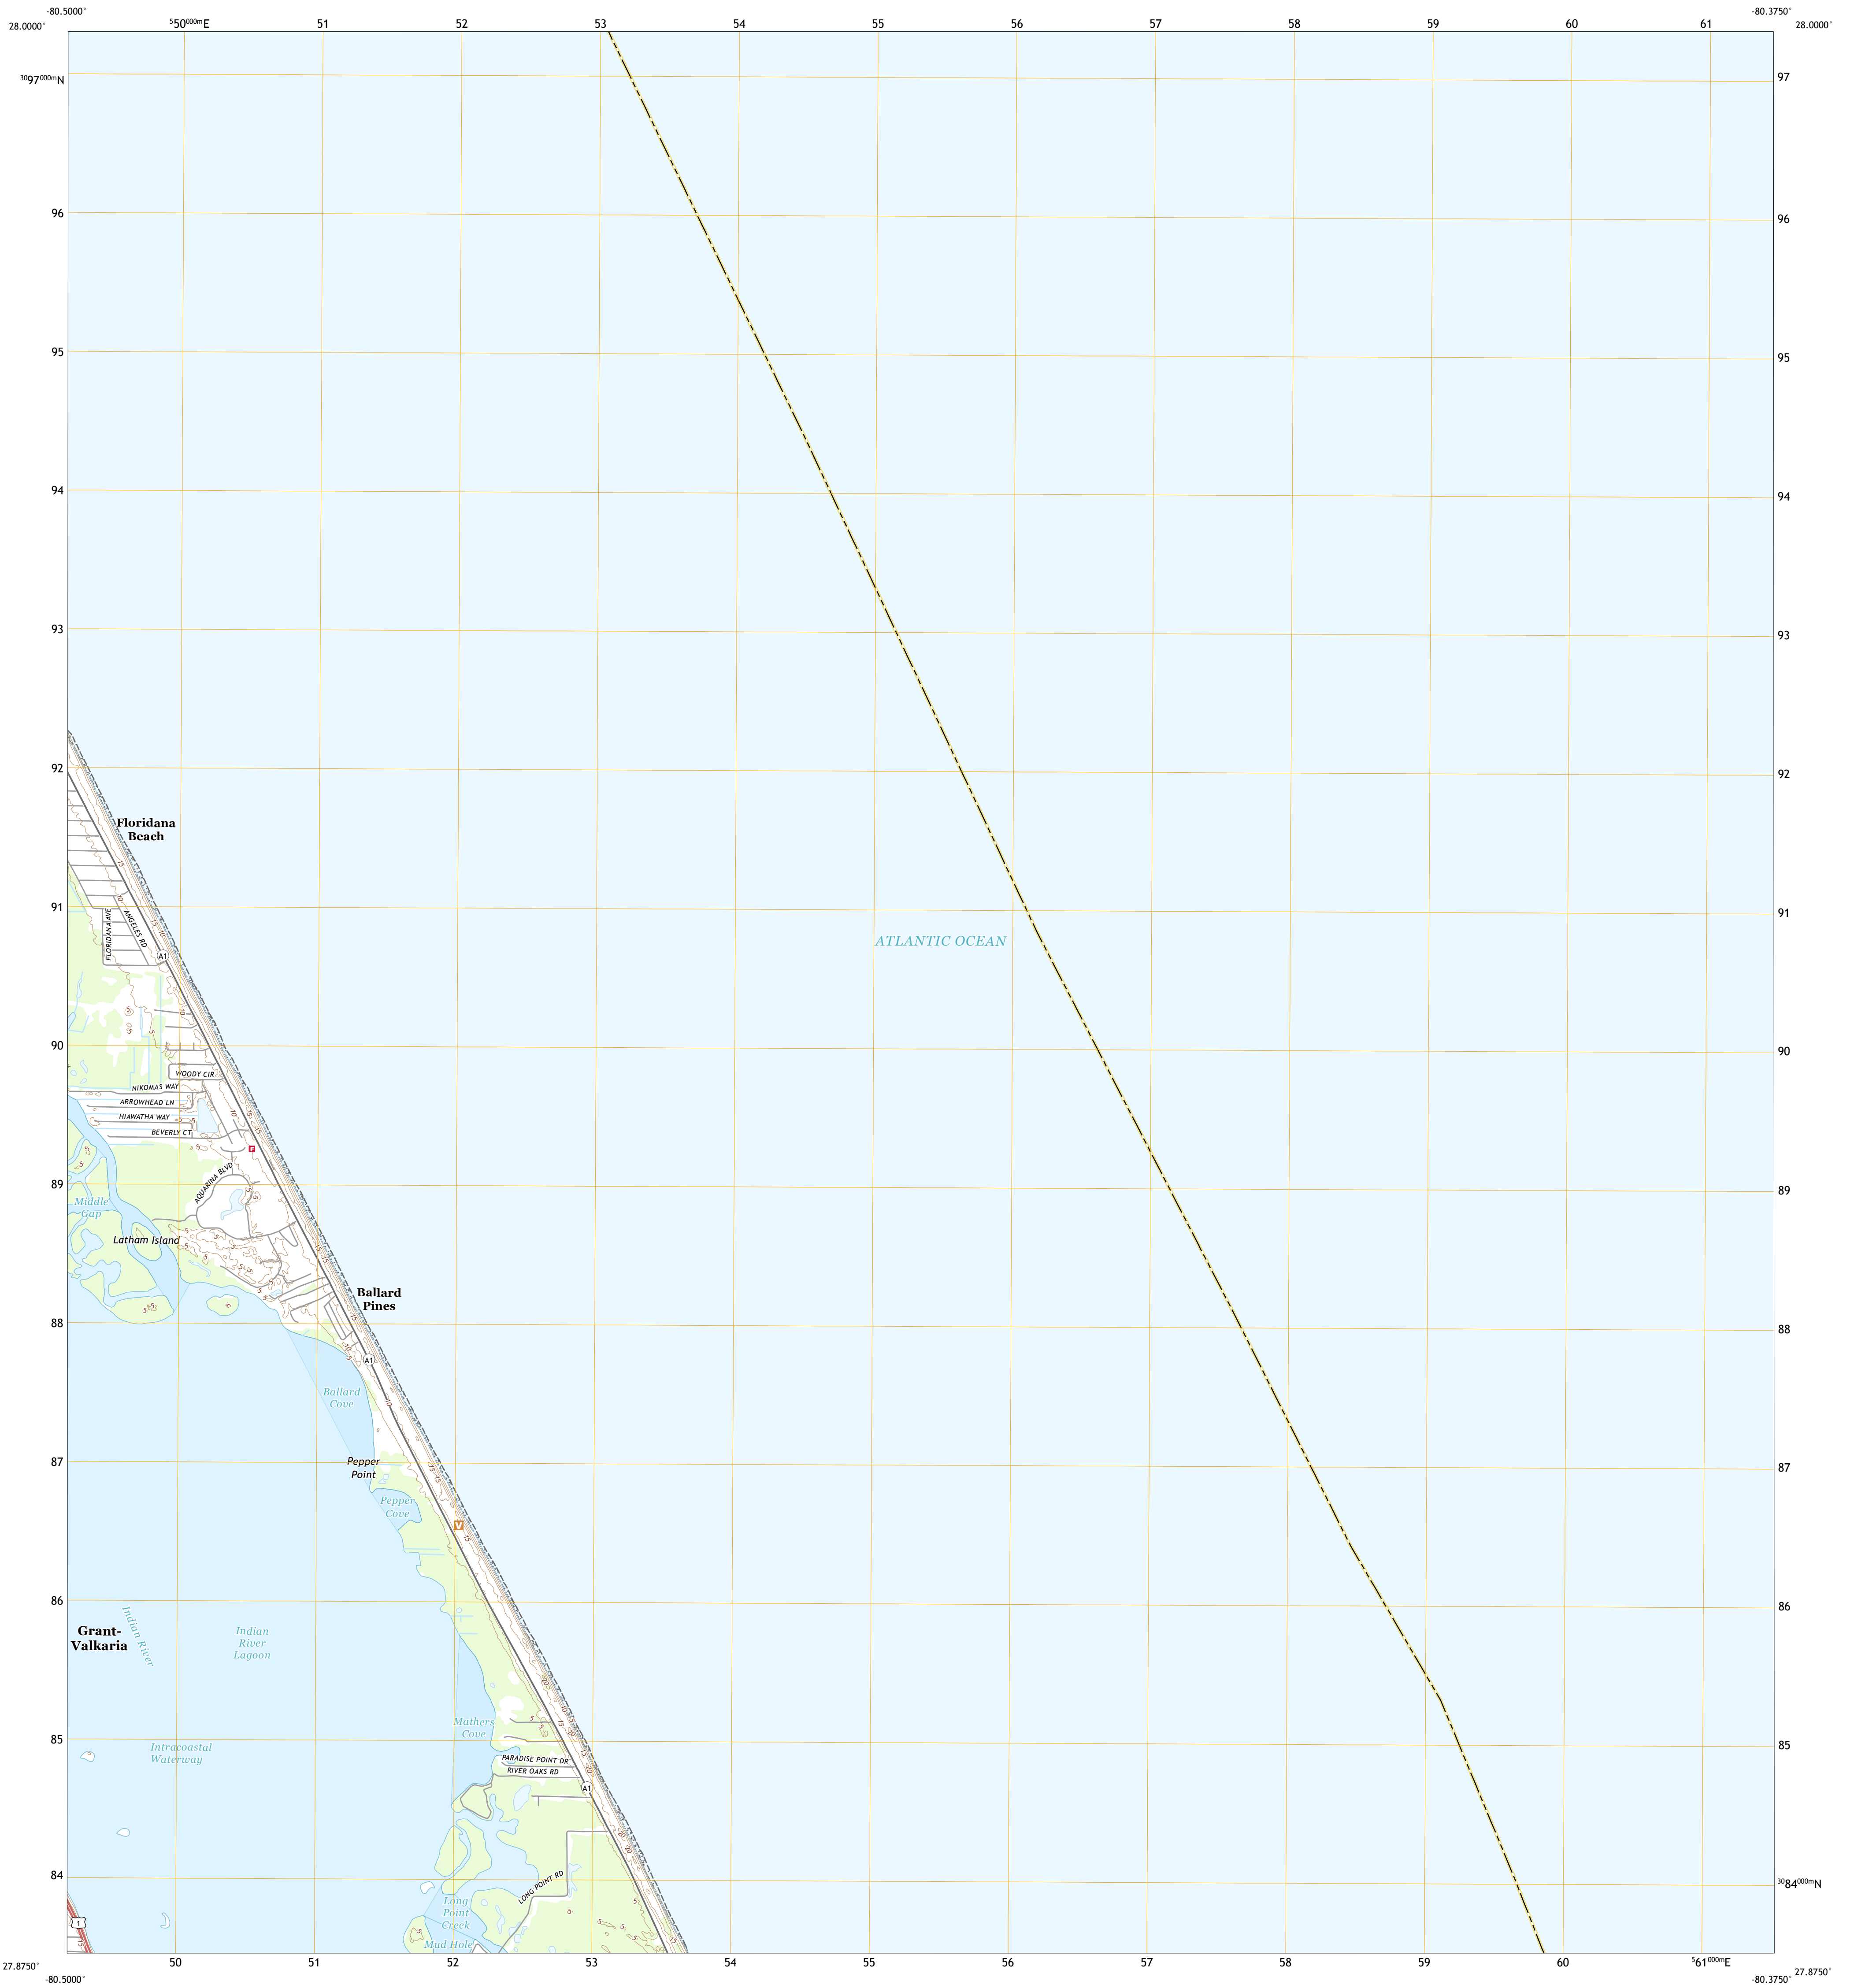 -80.5000°
-80.3750°
28.0000°
550000mE
51
52
53
54
55
56
57
58
59
60
61
28.0000°
3097000mN
97
96
96
95
95
94
94
93
93
92
92
Floridana
Beach
91
91
FLORIDANA AVE
ANGELES RD
A1
ATLANTIC OCEAN
90
90
WOODY CIR
NIKOMAS WAY
ARROWHEAD LN
HIAWATHA WAY
BEVERLY CT
AQUARINA BLVD
89
89
Middle
Gap
Latham Island
Ballard
Pines
88
88
A1
Ballard
Cove
87
87
Pepper
Point
Pepper
Cove
V
86
86
Grant-
Valkaria
Indian River
Indian
River
Lagoon
Mathers
Cove
85
85
Intracoastal
Waterway
PARADISE POINT DR
RIVER OAKS RD
A1
84
3084000mN
LONG POINT RD
Long
Point
Creek
1
Mud Hole
27.8750°
50
51
52
53
54
55
56
57
58
59
60
561000mE
27.8750°
-80.5000°
-80.3750°